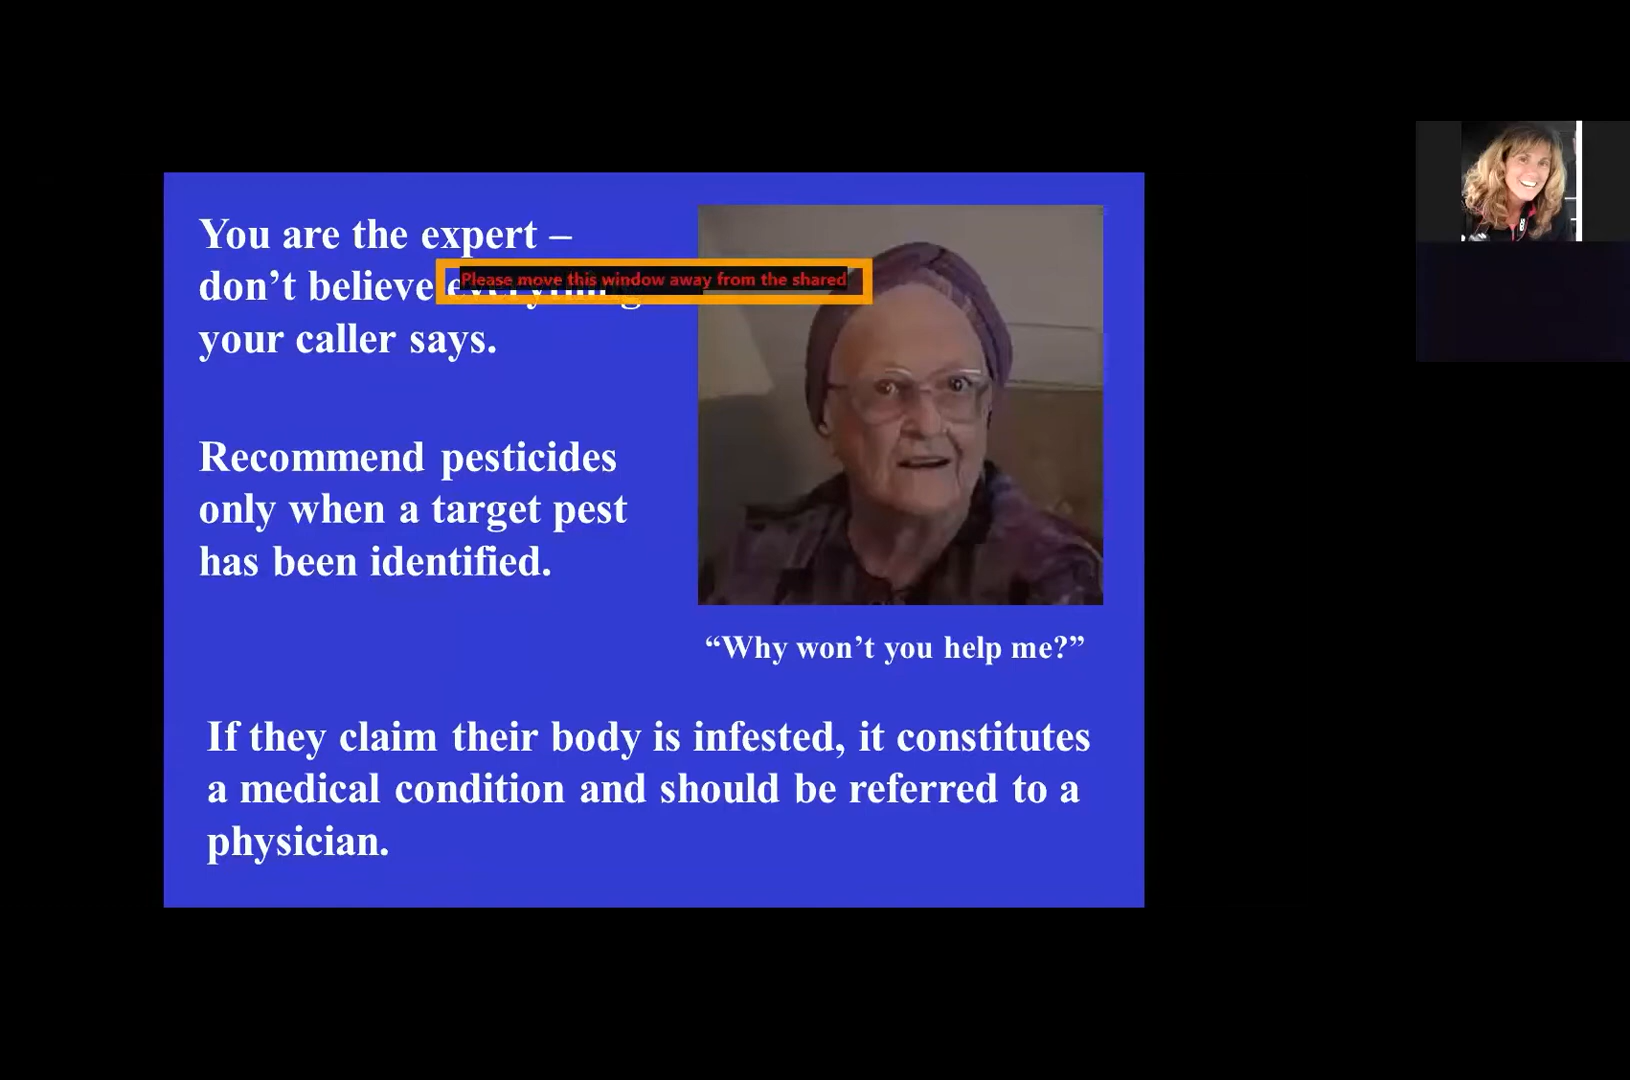 You are the expert –
don’t believe everything
Please move this window away from the shared
your caller says.
Recommend pesticides
only when a target pest
has been identified.
“Why won’t you help me?”
If they claim their body is infested, it constitutes
a medical condition and should be referred to a
physician.